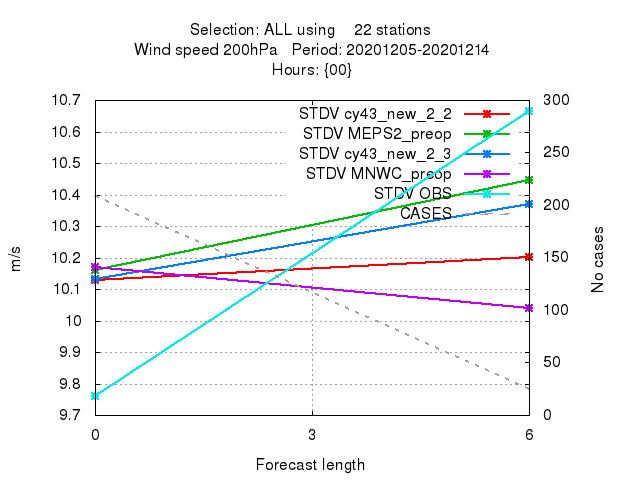 Selection: ALL using    22 stations
Wind speed 200hPa   Period: 20201205-20201214
Hours: {00}
10.7
10.6
10.5
10.4
10.3
10.2
10.1
10
9.9
9.8
9.7
m/s
STDV cy43_new_2_2
STDV MEPS2_preop
STDV cy43_new_2_3
STDV MNWC_preop
STDV OBS
CASES
300
250
200
150
100
50
0
No cases
0
3
6
Forecast length